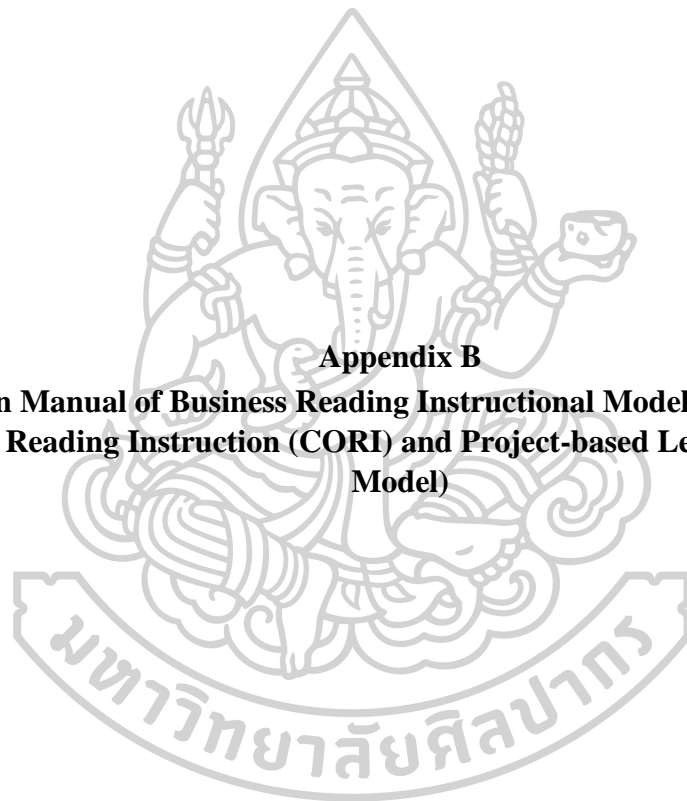 Appendix B
n Manual of Business Reading Instructional Model
Reading Instruction (CORI) and Project-based Le
Model)
มหาวิทยาลัยศิลปากร